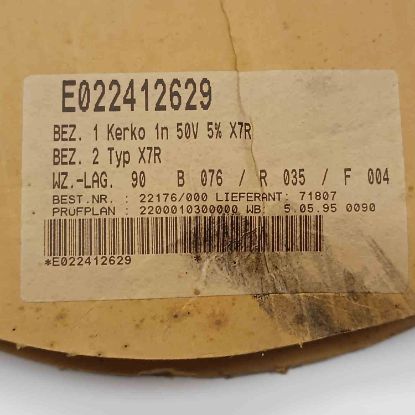 E022412629
BEZ. 1 Kerko 1n 50V 5% X7R
BEZ. 2 Typ X7R
WZ.-LAG. 90 B 076 / R 035 / F 004
BEST.NR. : 22176/000 LIEFERANT: 71807
PRUFPLAN : 2200010300000 WB: 5.05.95 0090
*E022412629